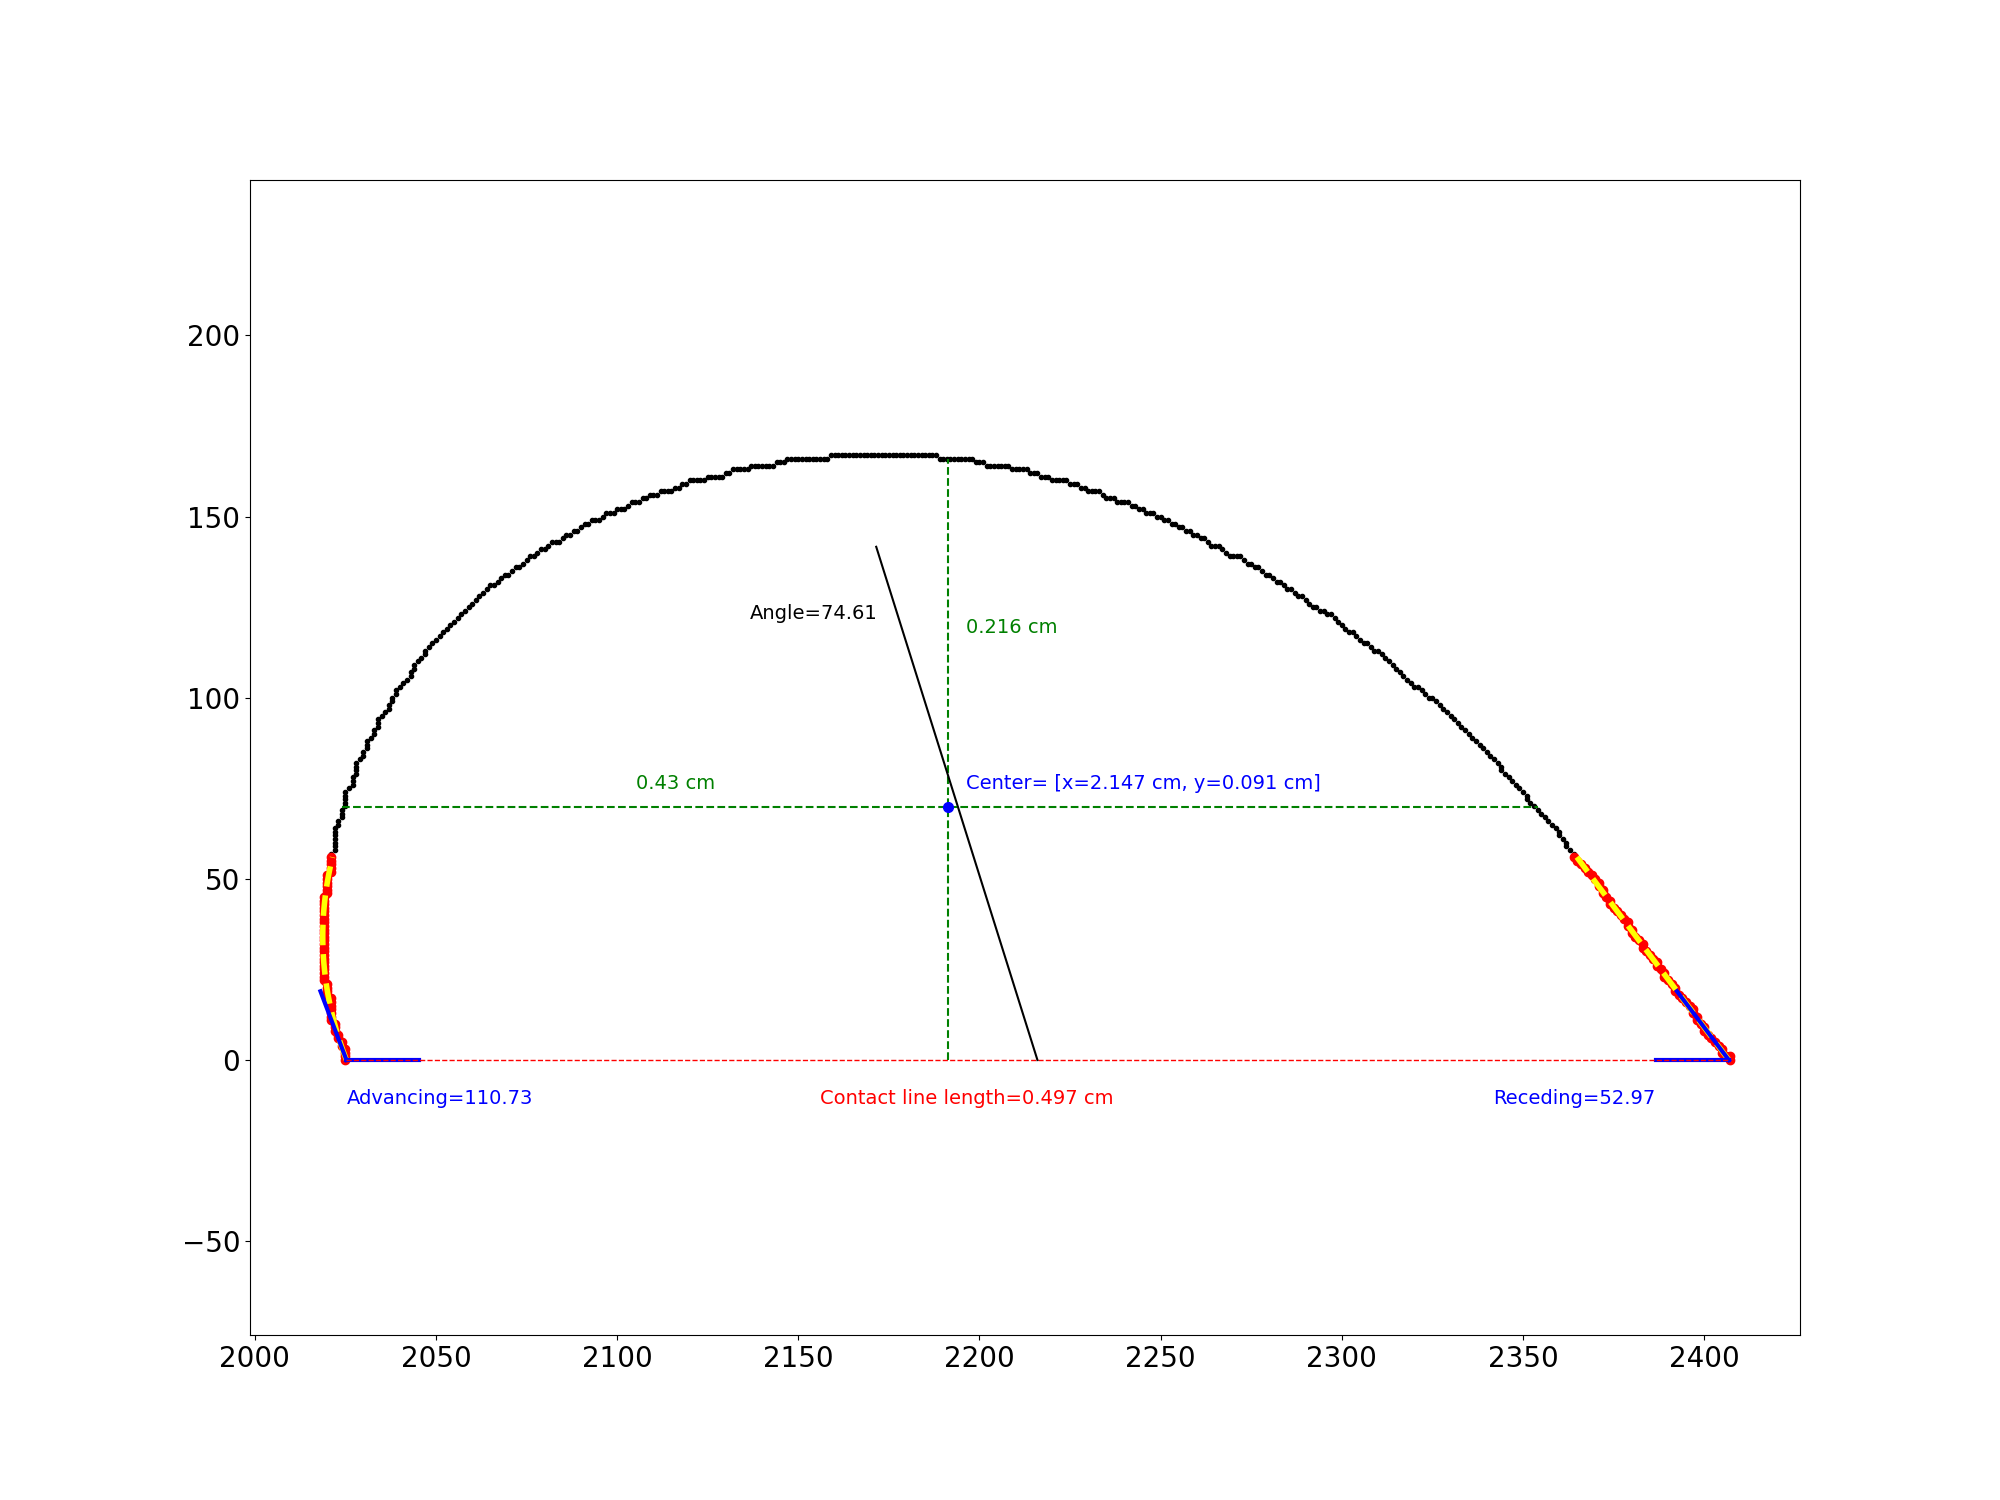 200
150
Angle=74.61
0.216 cm
100
0.43 cm
Center= [x=2.147 cm, y=0.091 cm]
50
0
Advancing=110.73
Contact line length=0.497 cm
Receding=52.97
−50
2000 2050 2100 2150 2200 2250 2300 2350 2400